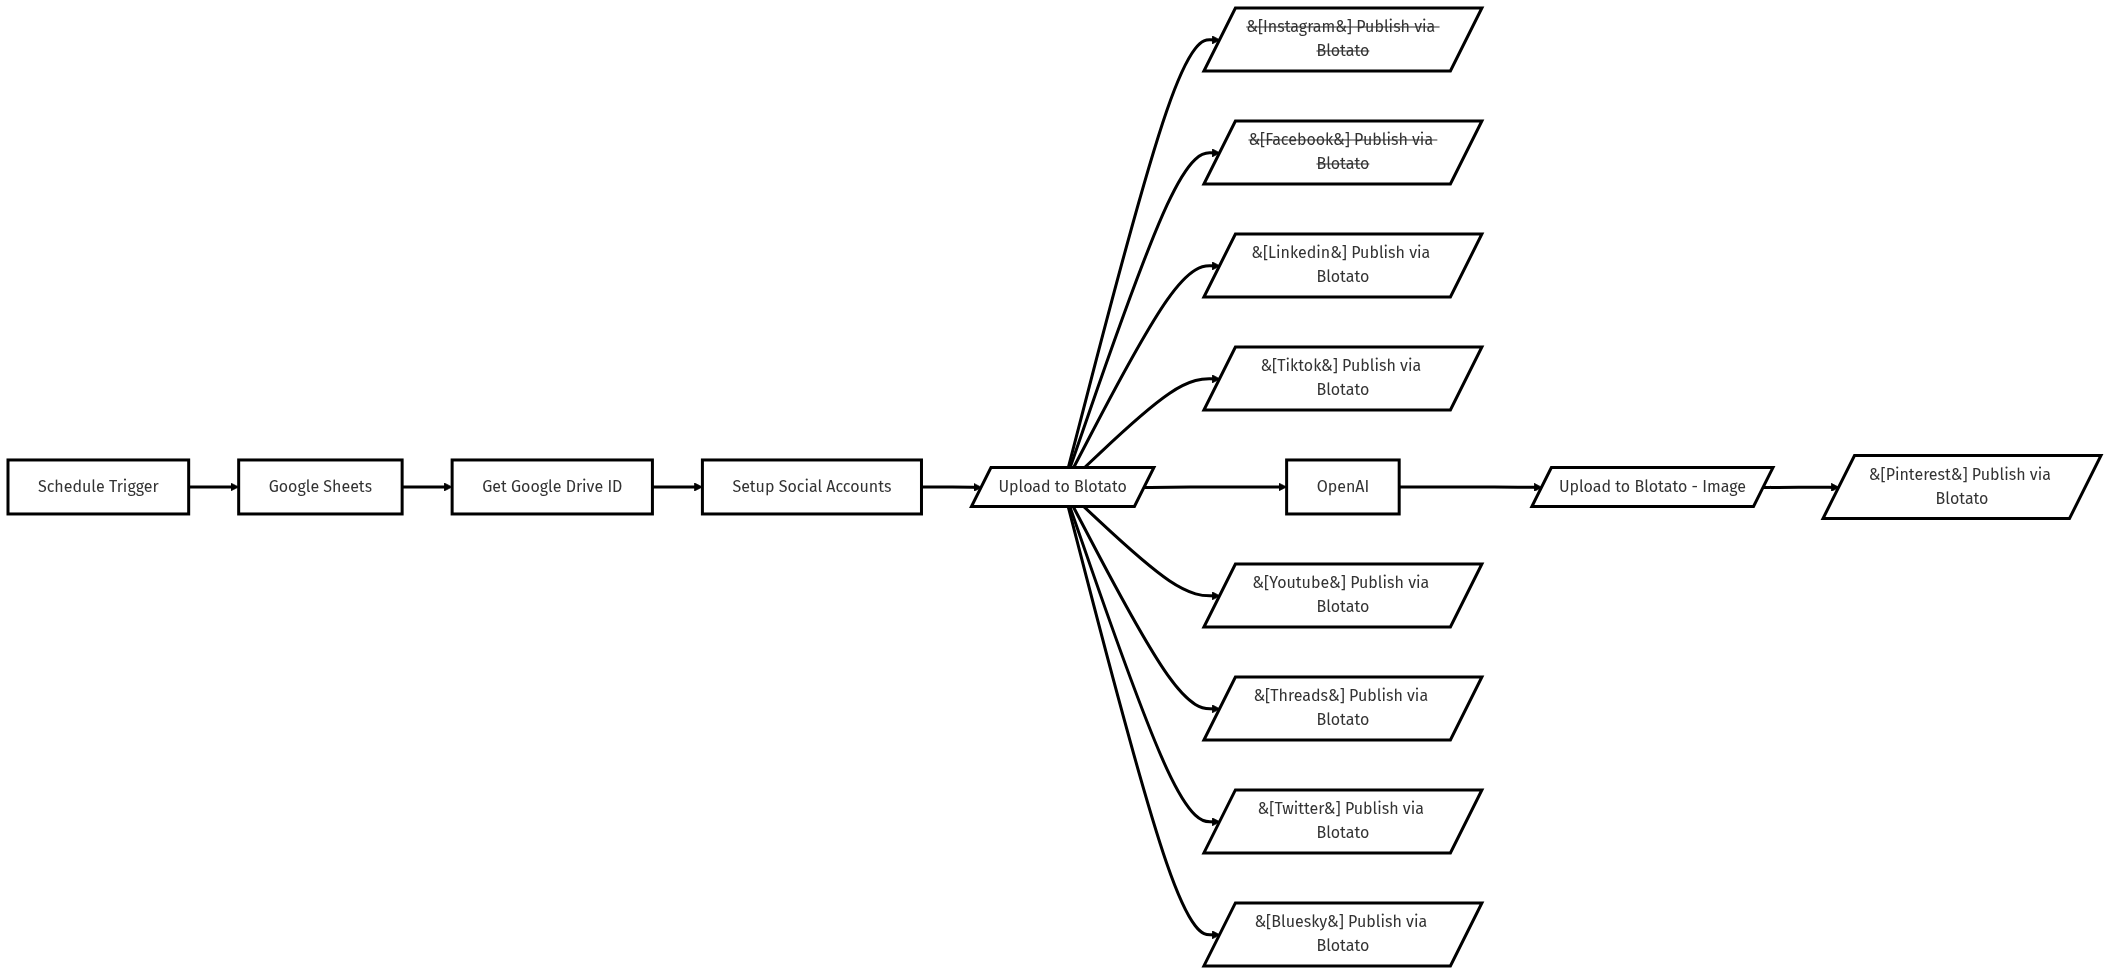 &[Instagram&] Publish via
Blotato
&[Facebook&] Publish via
Blotato
&[Linkedin&] Publish via
Blotato
&[Tiktok&] Publish via
Blotato
Schedule Trigger
Google Sheets
Get Google Drive ID
Setup Social Accounts
Upload to Blotato
OpenAI
Upload to Blotato - Image
&[Pinterest&] Publish via
Blotato
&[Youtube&] Publish via
Blotato
&[Threads&] Publish via
Blotato
&[Twitter&] Publish via
Blotato
&[Bluesky&] Publish via
Blotato